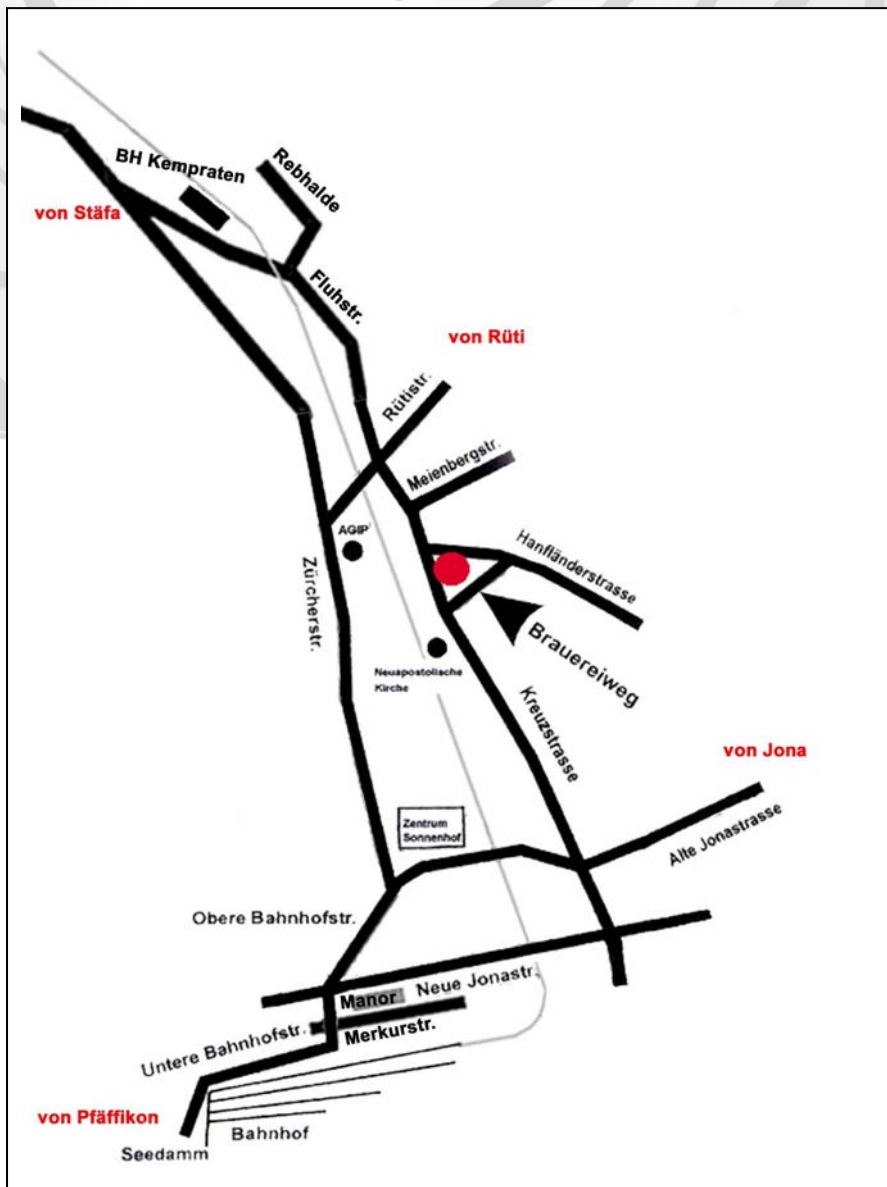 BH Kempraten
Rebhalde
von Stäfa
Fluhstr.
von Rüti
Rütistr.
Meienbergstr.
AGIP
Hanfländerstrasse
Zürcherstr.
Brauereiweg
Neuapostolische
Kirche
Kreuzstrasse
von Jona
Zentrum
Sonnenhof
Alte Jonastrasse
Obere Bahnhofstr.
Manor
Neue Jonastr.
Untere Bahnhofstr.
Merkurstr.
von Pfäffikon
Bahnhof
Seedamm